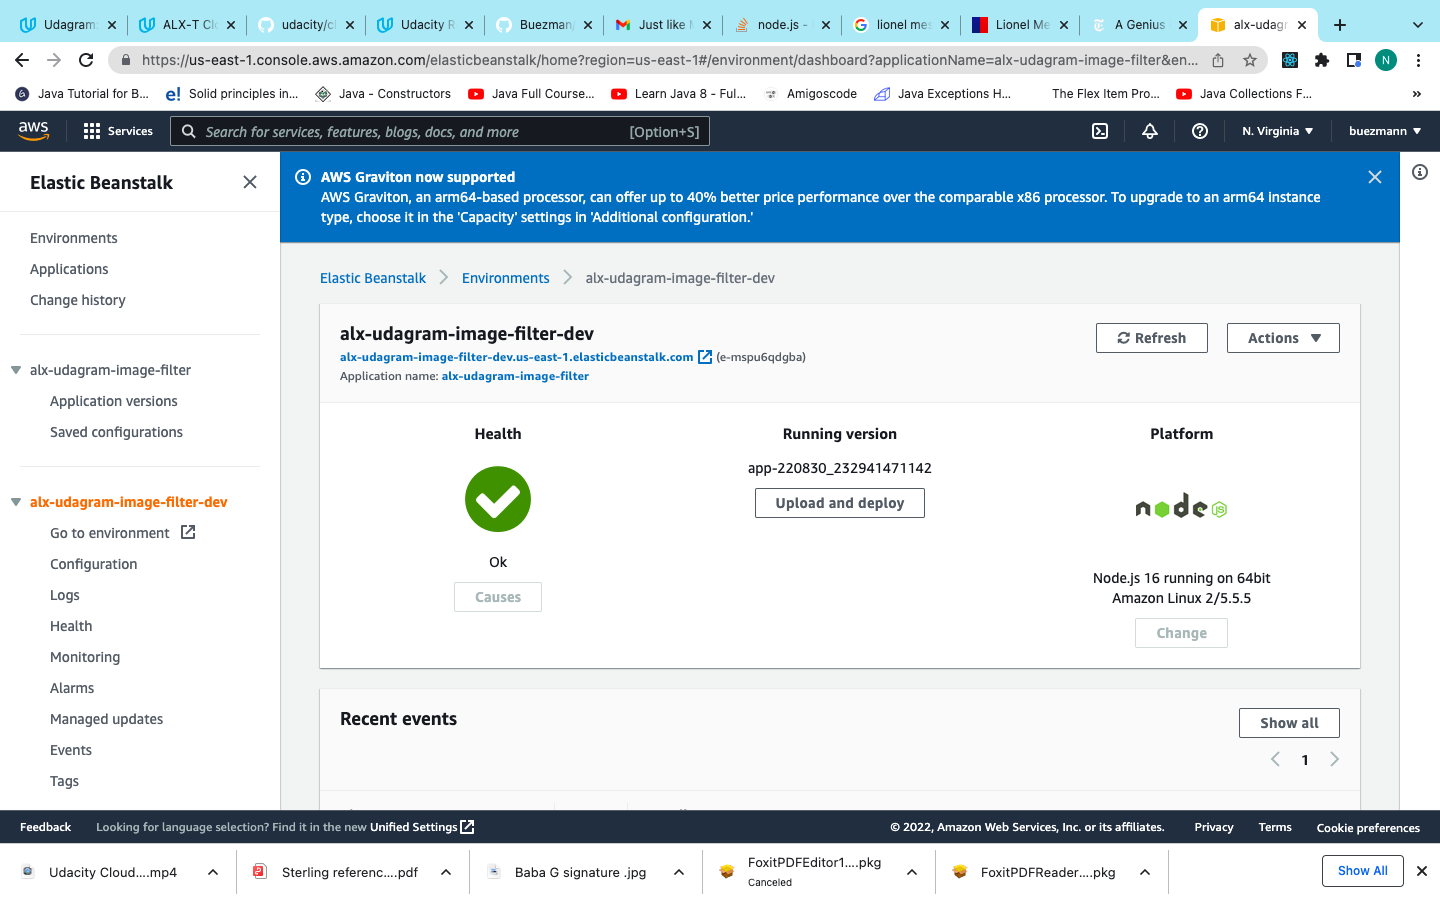 Udagram:
ALX-T Clo
udacity/cl
Udacity R
Buezman
Just like M
node.js -
lionel mes
Lionel Me
A Genius
alx-udagr
https://us-east-1.console.aws.amazon.com/elasticbeanstalk/home?region=us-east-1#/environment/dashboard?applicationName=alx-udagram-image-filter&en...
N
Java Tutorial for B...
e! Solid principles in...
Java - Constructors
Java Full Course...
Learn Java 8 - Ful...
Amigoscode
Java Exceptions H...
The Flex Item Pro...
Java Collections F...
»
aws
Services
Search for services, features, blogs, docs, and more [Option+S]
N. Virginia
buezmann
Elastic Beanstalk
Environments
Applications
Change history
alx-udagram-image-filter
Application versions
Saved configurations
alx-udagram-image-filter-dev
Go to environment
Configuration
Logs
Health
Monitoring
Alarms
Managed updates
Events
Tags
AWS Graviton now supported
AWS Graviton, an arm64-based processor, can offer up to 40% better price performance over the comparable x86 processor. To upgrade to an arm64 instance
type, choose it in the 'Capacity' settings in 'Additional configuration.'
Elastic Beanstalk
Environments
alx-udagram-image-filter-dev
alx-udagram-image-filter-dev
alx-udagram-image-filter-dev.us-east-1.elasticbeanstalk.com (e-mspu6qdgba)
Application name: alx-udagram-image-filter
Refresh
Actions
Health
Ok
Causes
Running version
app-220830_232941471142
Upload and deploy
Platform
node JS
Node.js 16 running on 64bit
Amazon Linux 2/5.5.5
Change
Recent events
Show all
1
Feedback
Looking for language selection? Find it in the new Unified Settings
© 2022, Amazon Web Services, Inc. or its affiliates.
Privacy
Terms
Cookie preferences
Udacity Cloud....mp4
Sterling referenc....pdf
Baba G signature .jpg
FoxitPDFEditor1....pkg
Canceled
FoxitPDFReader....pkg
Show All